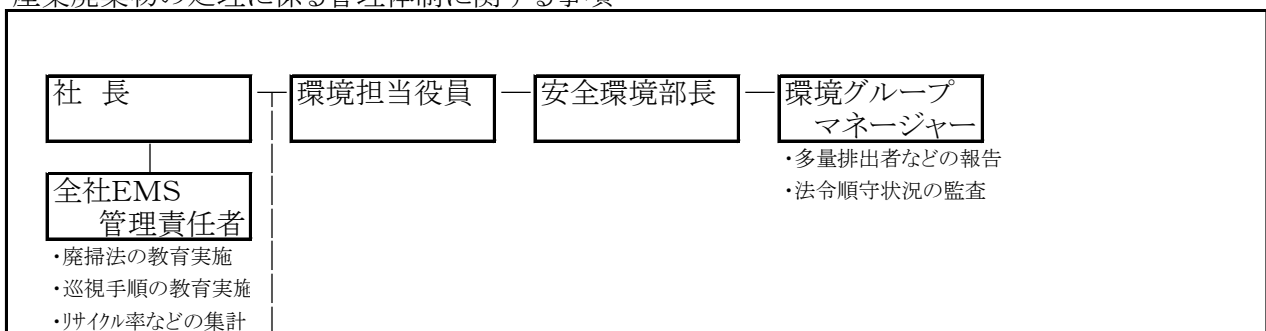 産業廃棄物の処理に係る管理体制に関する事項
社 長
環境担当役員
安全環境部長
環境グループ
マネージャー
・多量排出者などの報告
・法令順守状況の監査
全社EMS
管理責任者
・廃掃法の教育実施
・巡視手順の教育実施
・リサイクル率などの集計